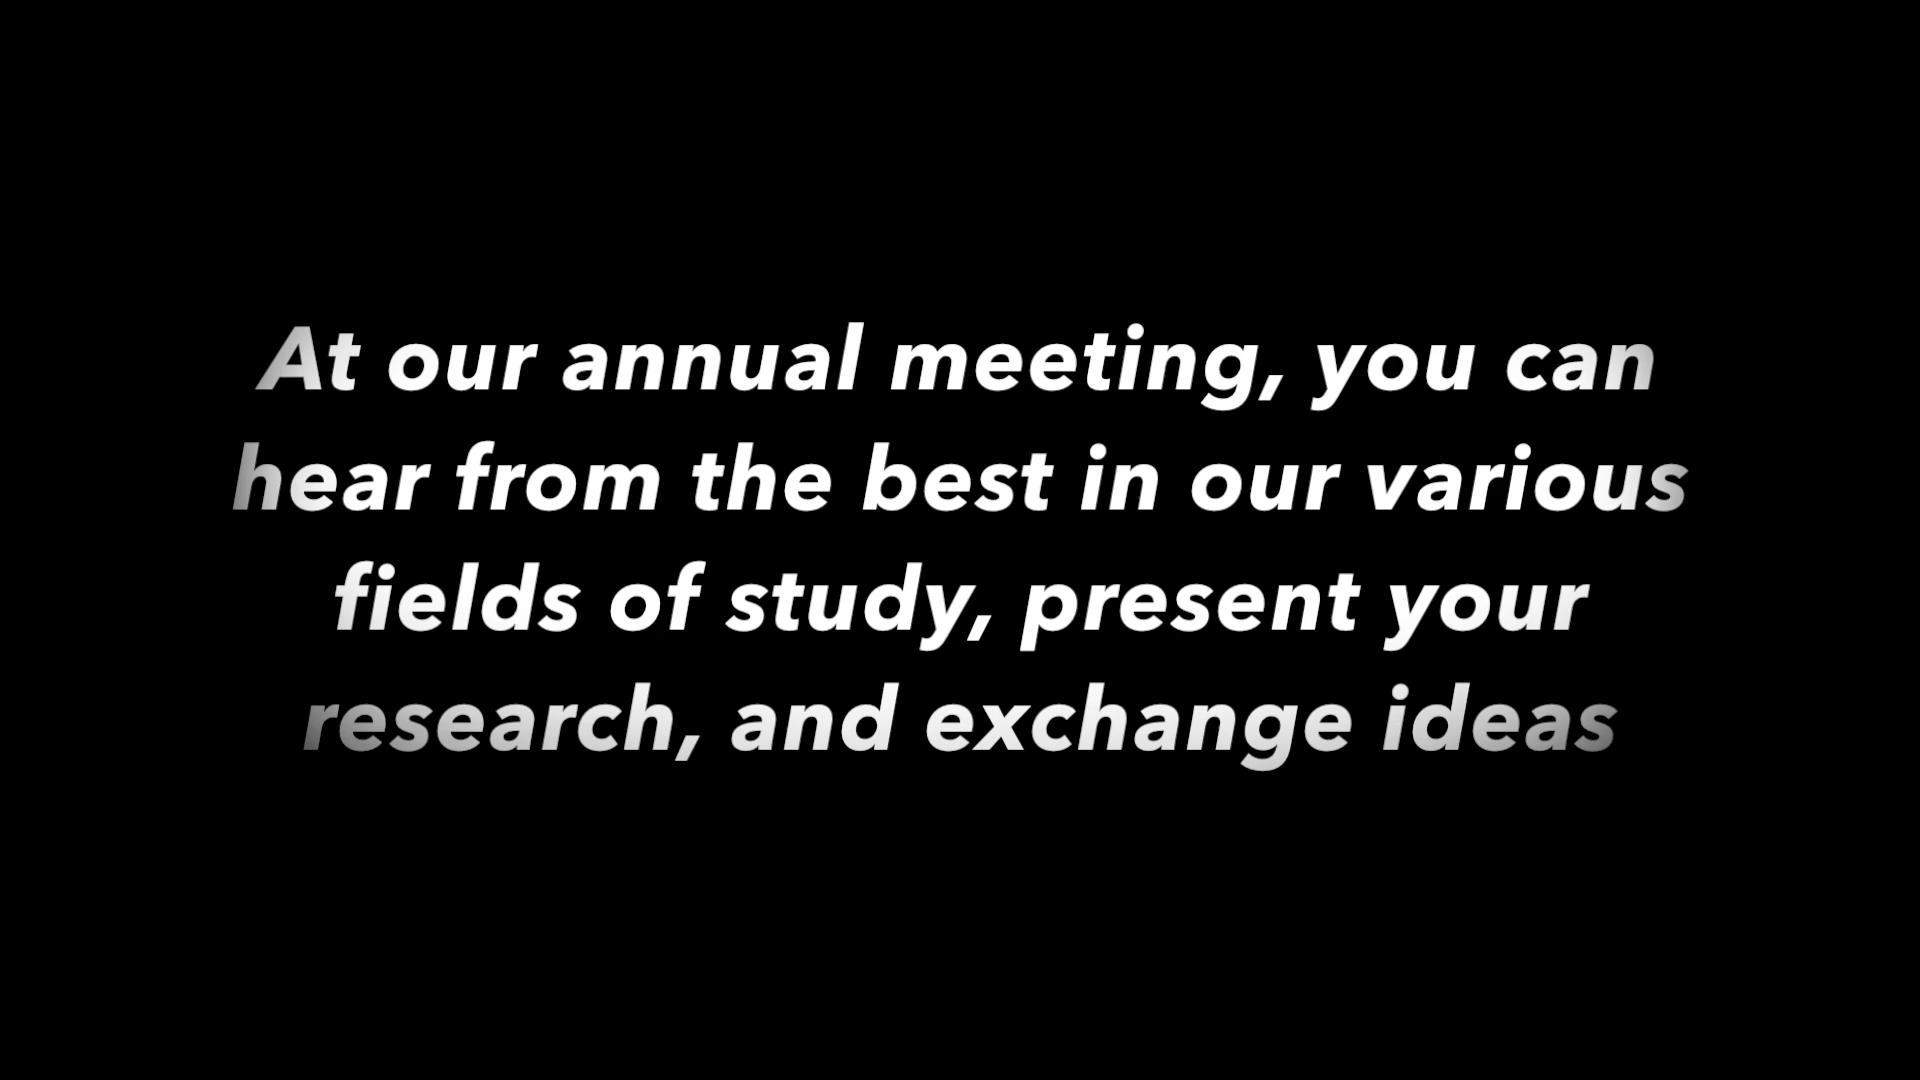 At our annual meeting, you can
hear from the best in our various
fields of study, present your
research, and exchange ideas